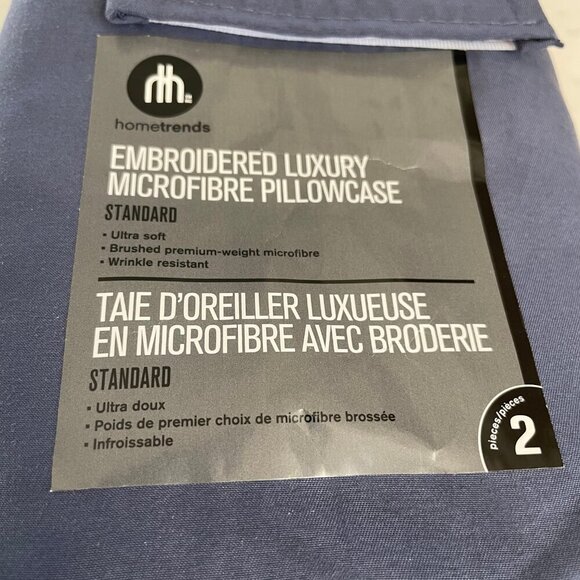 hometrends
EMBROIDERED LUXURY
MICROFIBRE PILLOWCASE
STANDARD
• Ultra soft
• Brushed premium-weight microfibre
• Wrinkle resistant
TAIE D'OREILLER LUXUEUSE
EN MICROFIBRE AVEC BRODERIE
STANDARD
• Ultra doux
• Poids de premier choix de microfibre brossée
• Infroissable
pieces/pièces
2